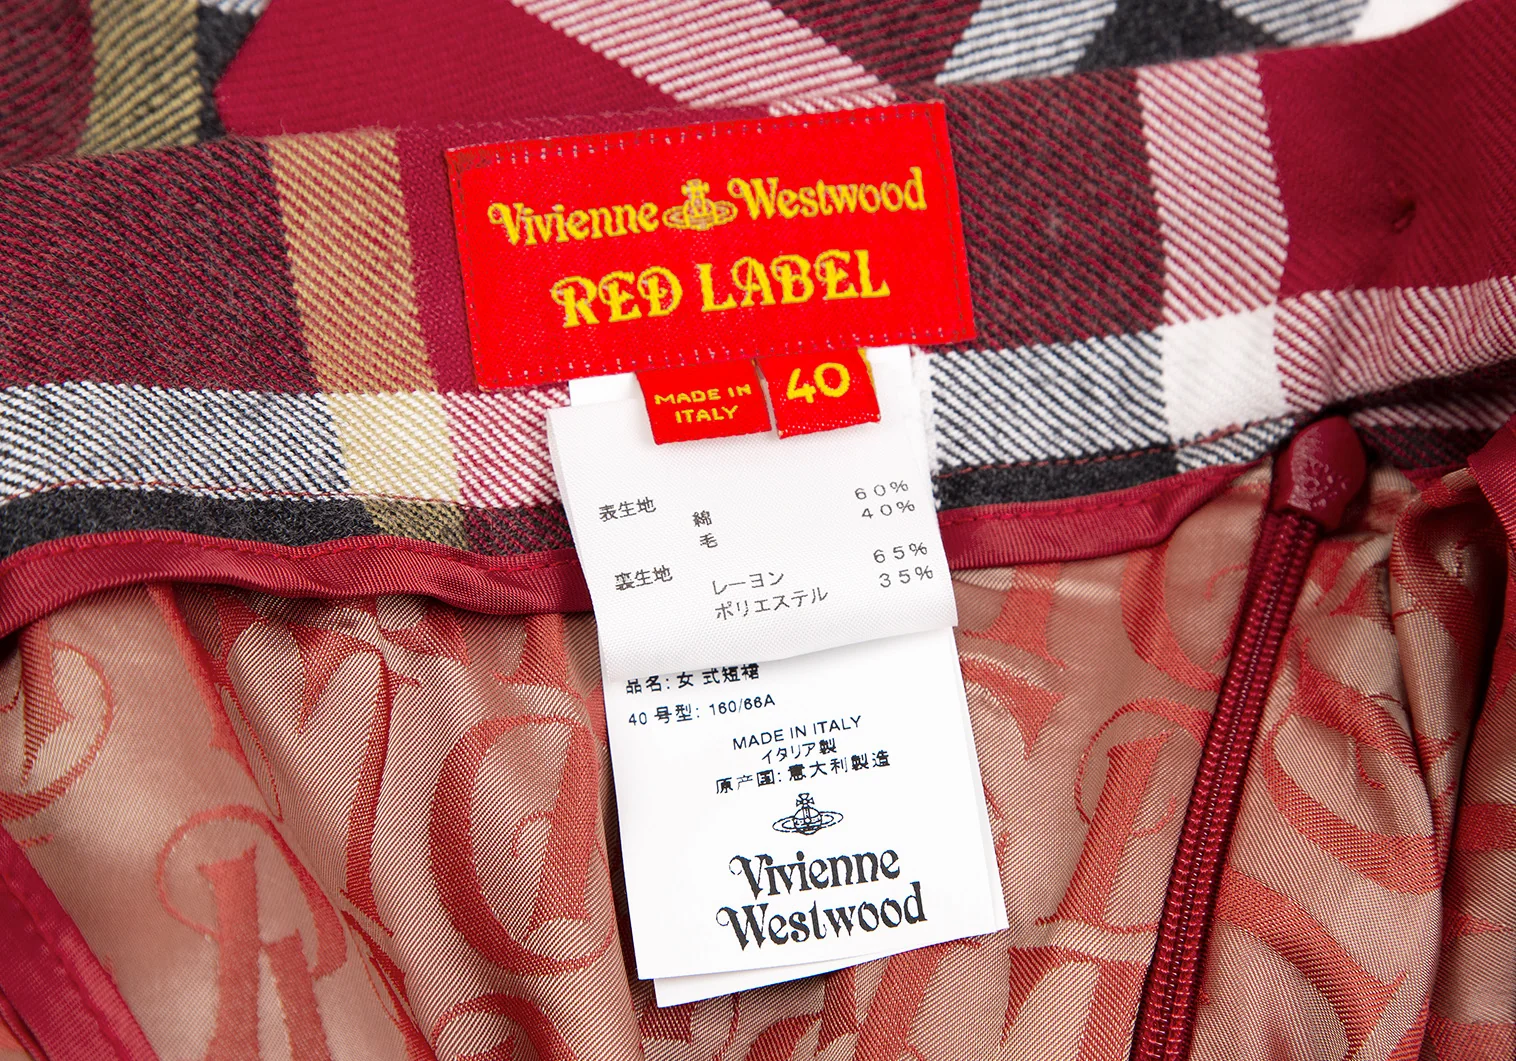 Vivienne Westwood
RED LABEL
MADE IN
ITALY
40
表生地
綿 60%
毛 40%
裏生地
レーヨン 65%
ポリエステル 35%
品名: 女式短裙
40 号型: 160/66A
MADE IN ITALY
イタリア製
原产国: 意大利製造
Vivienne
Westwood